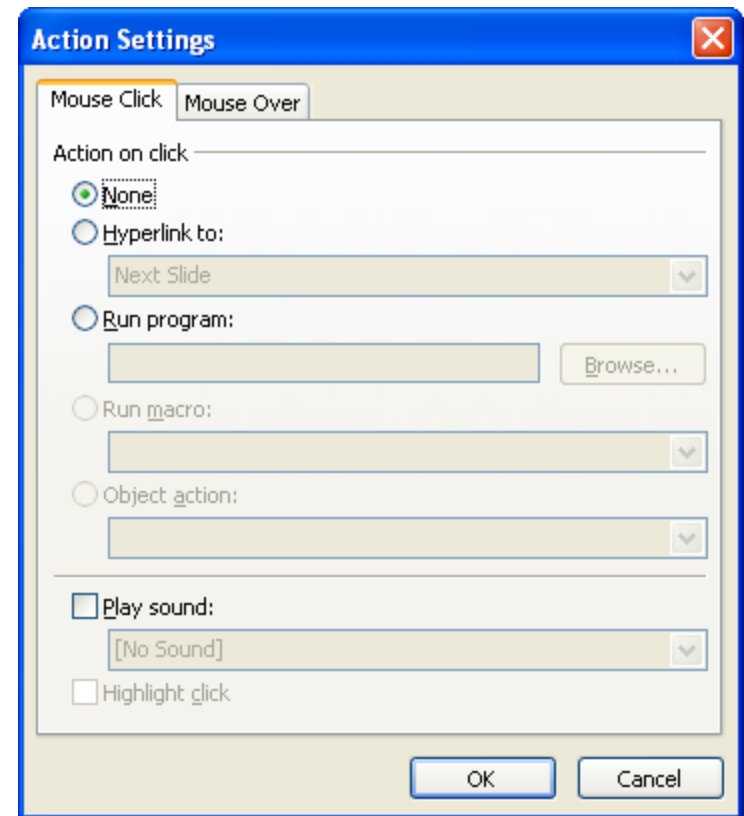 Action Settings
Mouse Click Mouse Over
Action on click
None
Hyperlink to:
Next Slide
Run program:
Browse...
Run macro:
Object action:
Play sound:
[No Sound]
Highlight click
OK Cancel